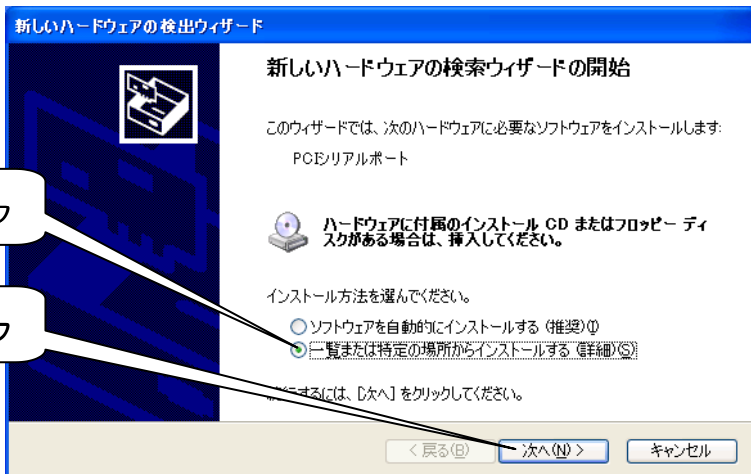 新しいハードウェアの検出ウィザード
新しいハードウェアの検索ウィザードの開始
このウィザードでは、次のハードウェアに必要なソフトウェアをインストールします:
PCIシリアルポート
ハードウェアに付属のインストール CD またはフロッピー ディ
スクがある場合は、挿入してください。
インストール方法を選んでください。
ソフトウェアを自動的にインストールする (推奨)(I)
一覧または特定の場所からインストールする (詳細)(S)
するには、[次へ] をクリックしてください。
< 戻る(B)
次へ(N) >
キャンセル